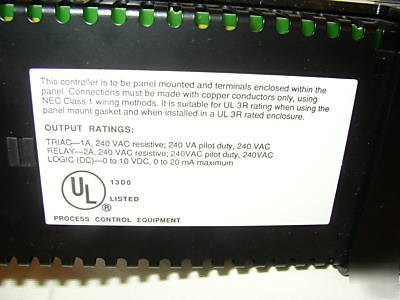 This controller is to be panel mounted and terminals enclosed within the
panel. Connections must be made with copper conductors only, using
NEC Class 1 wiring methods. It is suitable for UL 3R rating when using the
panel mount gasket and when installed in a UL 3R rated enclosure.
OUTPUT RATINGS:
TRIAC—1A, 240 VAC resistive; 240 VA pilot duty, 240 VAC
RELAY—2A, 240 VAC resistive; 240VAC pilot duty, 240VAC
LOGIC (DC)—0 to 10 VDC, 0 to 20 mA maximum
UL ®
13D0
LISTED
PROCESS CONTROL EQUIPMENT